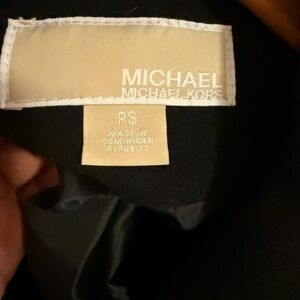 MICHAEL
MICHAEL KORS
PS
MADE IN
DOMINICAN
REPUBLIC